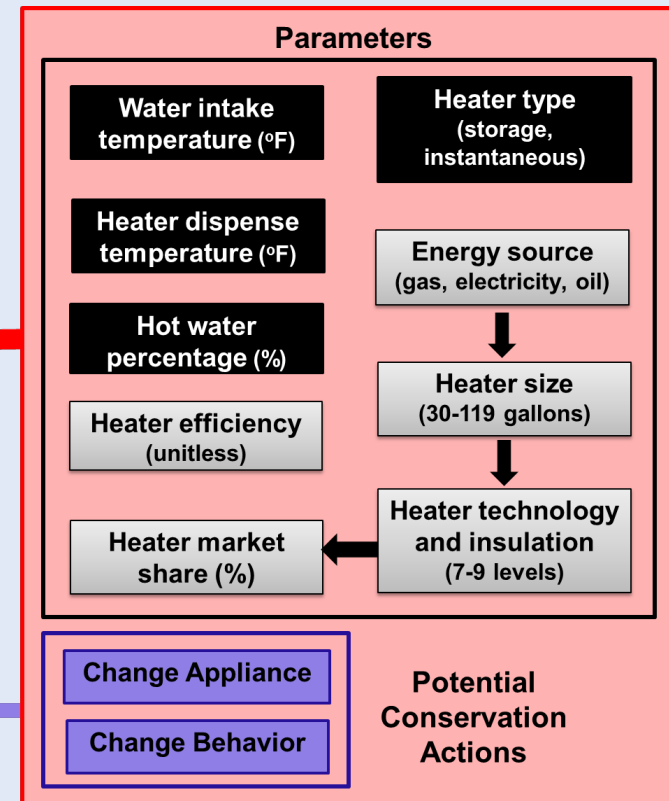 Parameters
Water intake
temperature (ºF)
Heater type
(storage,
instantaneous)
Heater dispense
temperature (ºF)
Energy source
(gas, electricity, oil)
Hot water
percentage (%)
Heater size
(30-119 gallons)
Heater efficiency
(unitless)
Heater technology
and insulation
(7-9 levels)
Heater market
share (%)
Change Appliance
Change Behavior
Potential
Conservation
Actions